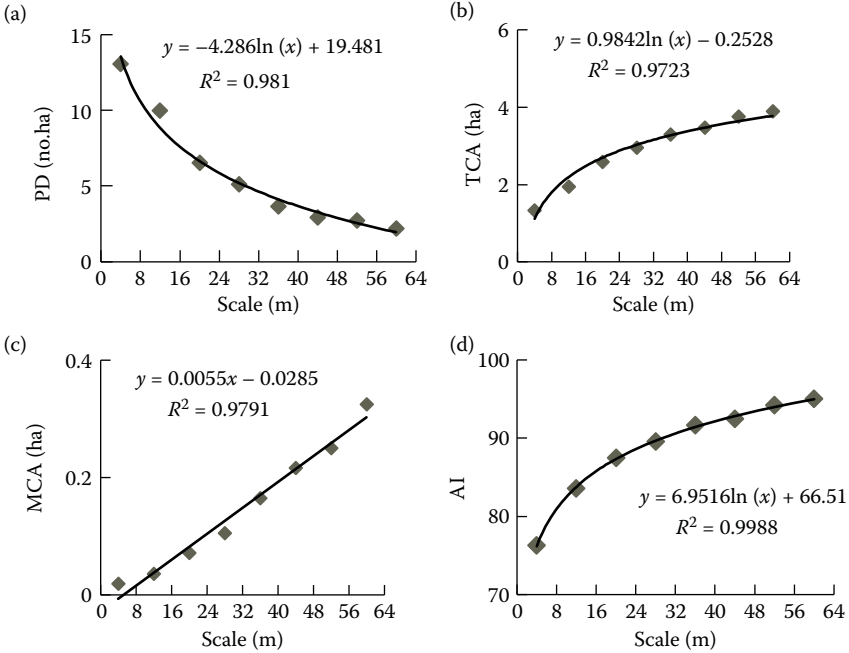 (a)
15
10
5
0
PD (no.ha)
y = −4.286ln (x) + 19.481
R² = 0.981
0 8 16 24 32 40 48 56 64
Scale (m)
(b)
6
4
2
0
TCA (ha)
y = 0.9842ln (x) − 0.2528
R² = 0.9723
0 8 16 24 32 40 48 56 64
Scale (m)
(c)
0.4
0.2
0
MCA (ha)
y = 0.0055x − 0.0285
R² = 0.9791
0 8 16 24 32 40 48 56 64
Scale (m)
(d)
100
90
80
70
AI
y = 6.9516ln (x) + 66.51
R² = 0.9988
0 8 16 24 32 40 48 56 64
Scale (m)